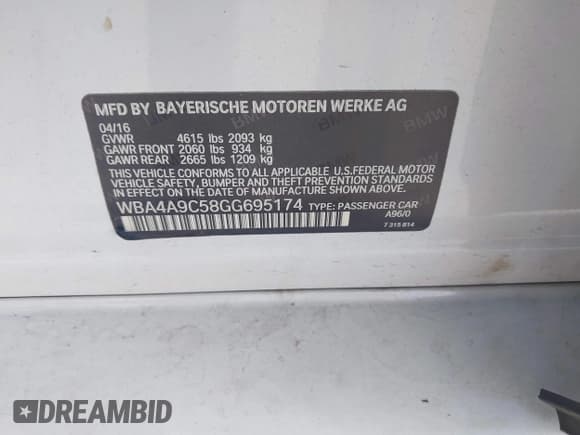 MFD BY BAYERISCHE MOTOREN WERKE AG
04/16
GVWR 4615 lbs 2093 kg
GAWR FRONT 2060 lbs 934 kg
GAWR REAR 2665 lbs 1209 kg
THIS VEHICLE CONFORMS TO ALL APPLICABLE U.S.FEDERAL MOTOR
VEHICLE SAFETY, BUMPER AND THEFT PREVENTION STANDARDS
IN EFFECT ON THE DATE OF MANUFACTURE SHOWN ABOVE.
WBA4A9C58GG695174 TYPE: PASSENGER CAR
A96/0
7 315 814
#DREAMBID